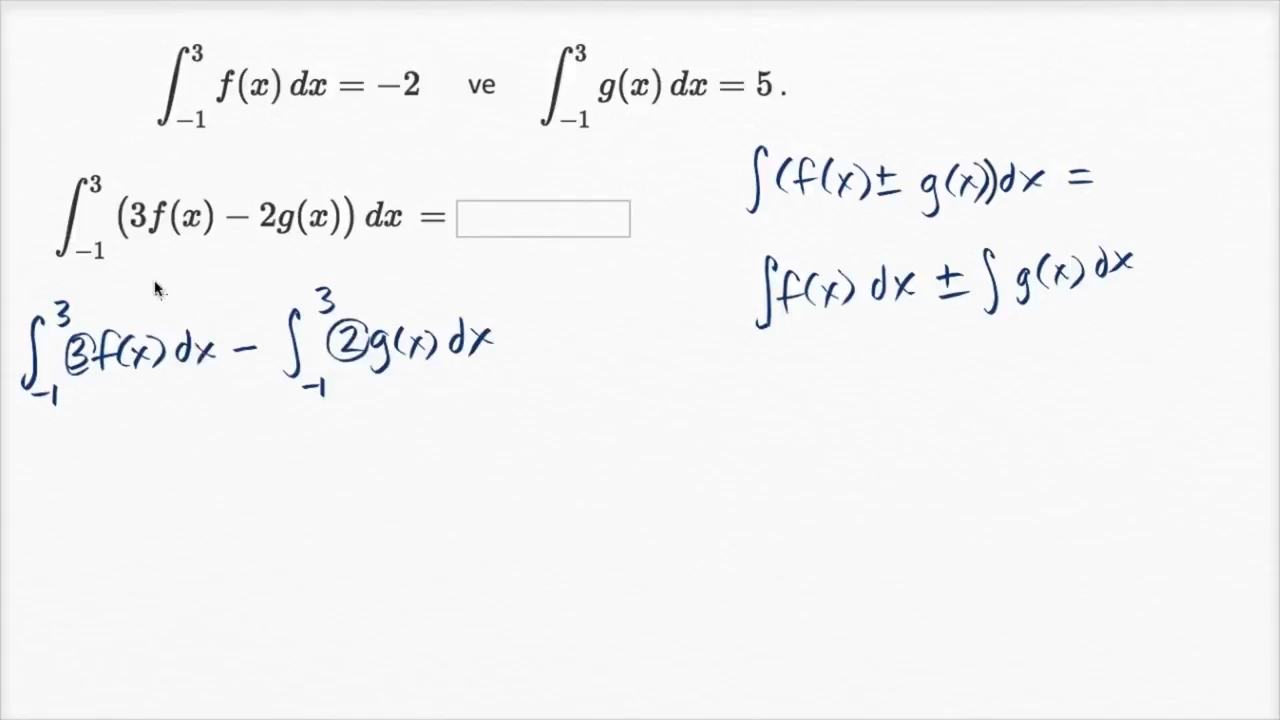 ∫_{-1}^{3} f(x) dx = −2 ve ∫_{-1}^{3} g(x) dx = 5 .
∫_{-1}^{3} (3f(x) − 2g(x)) dx =
∫_{-1}^{3} 3f(x) dx − ∫_{-1}^{3} 2g(x) dx
∫(f(x) ± g(x))dx =
∫f(x) dx ± ∫g(x) dx